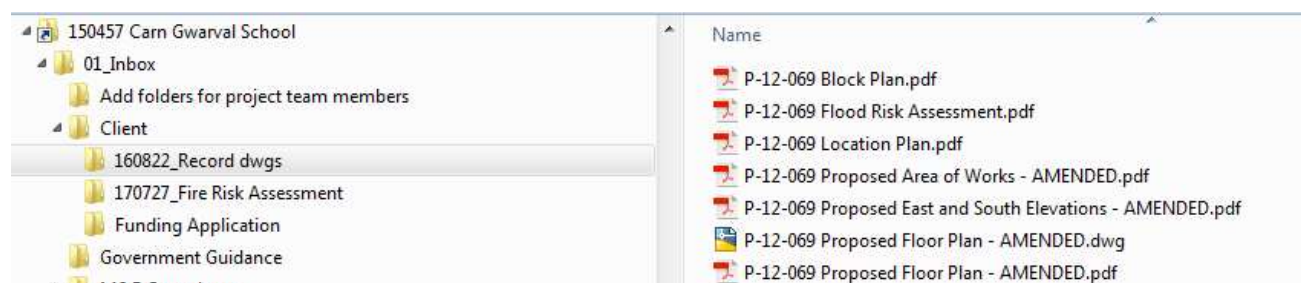 150457 Carn Gwarval School
01_Inbox
Add folders for project team members
Client
160822_Record dwgs
170727_Fire Risk Assessment
Funding Application
Government Guidance
Name
P-12-069 Block Plan.pdf
P-12-069 Flood Risk Assessment.pdf
P-12-069 Location Plan.pdf
P-12-069 Proposed Area of Works - AMENDED.pdf
P-12-069 Proposed East and South Elevations - AMENDED.pdf
P-12-069 Proposed Floor Plan - AMENDED.dwg
P-12-069 Proposed Floor Plan - AMENDED.pdf